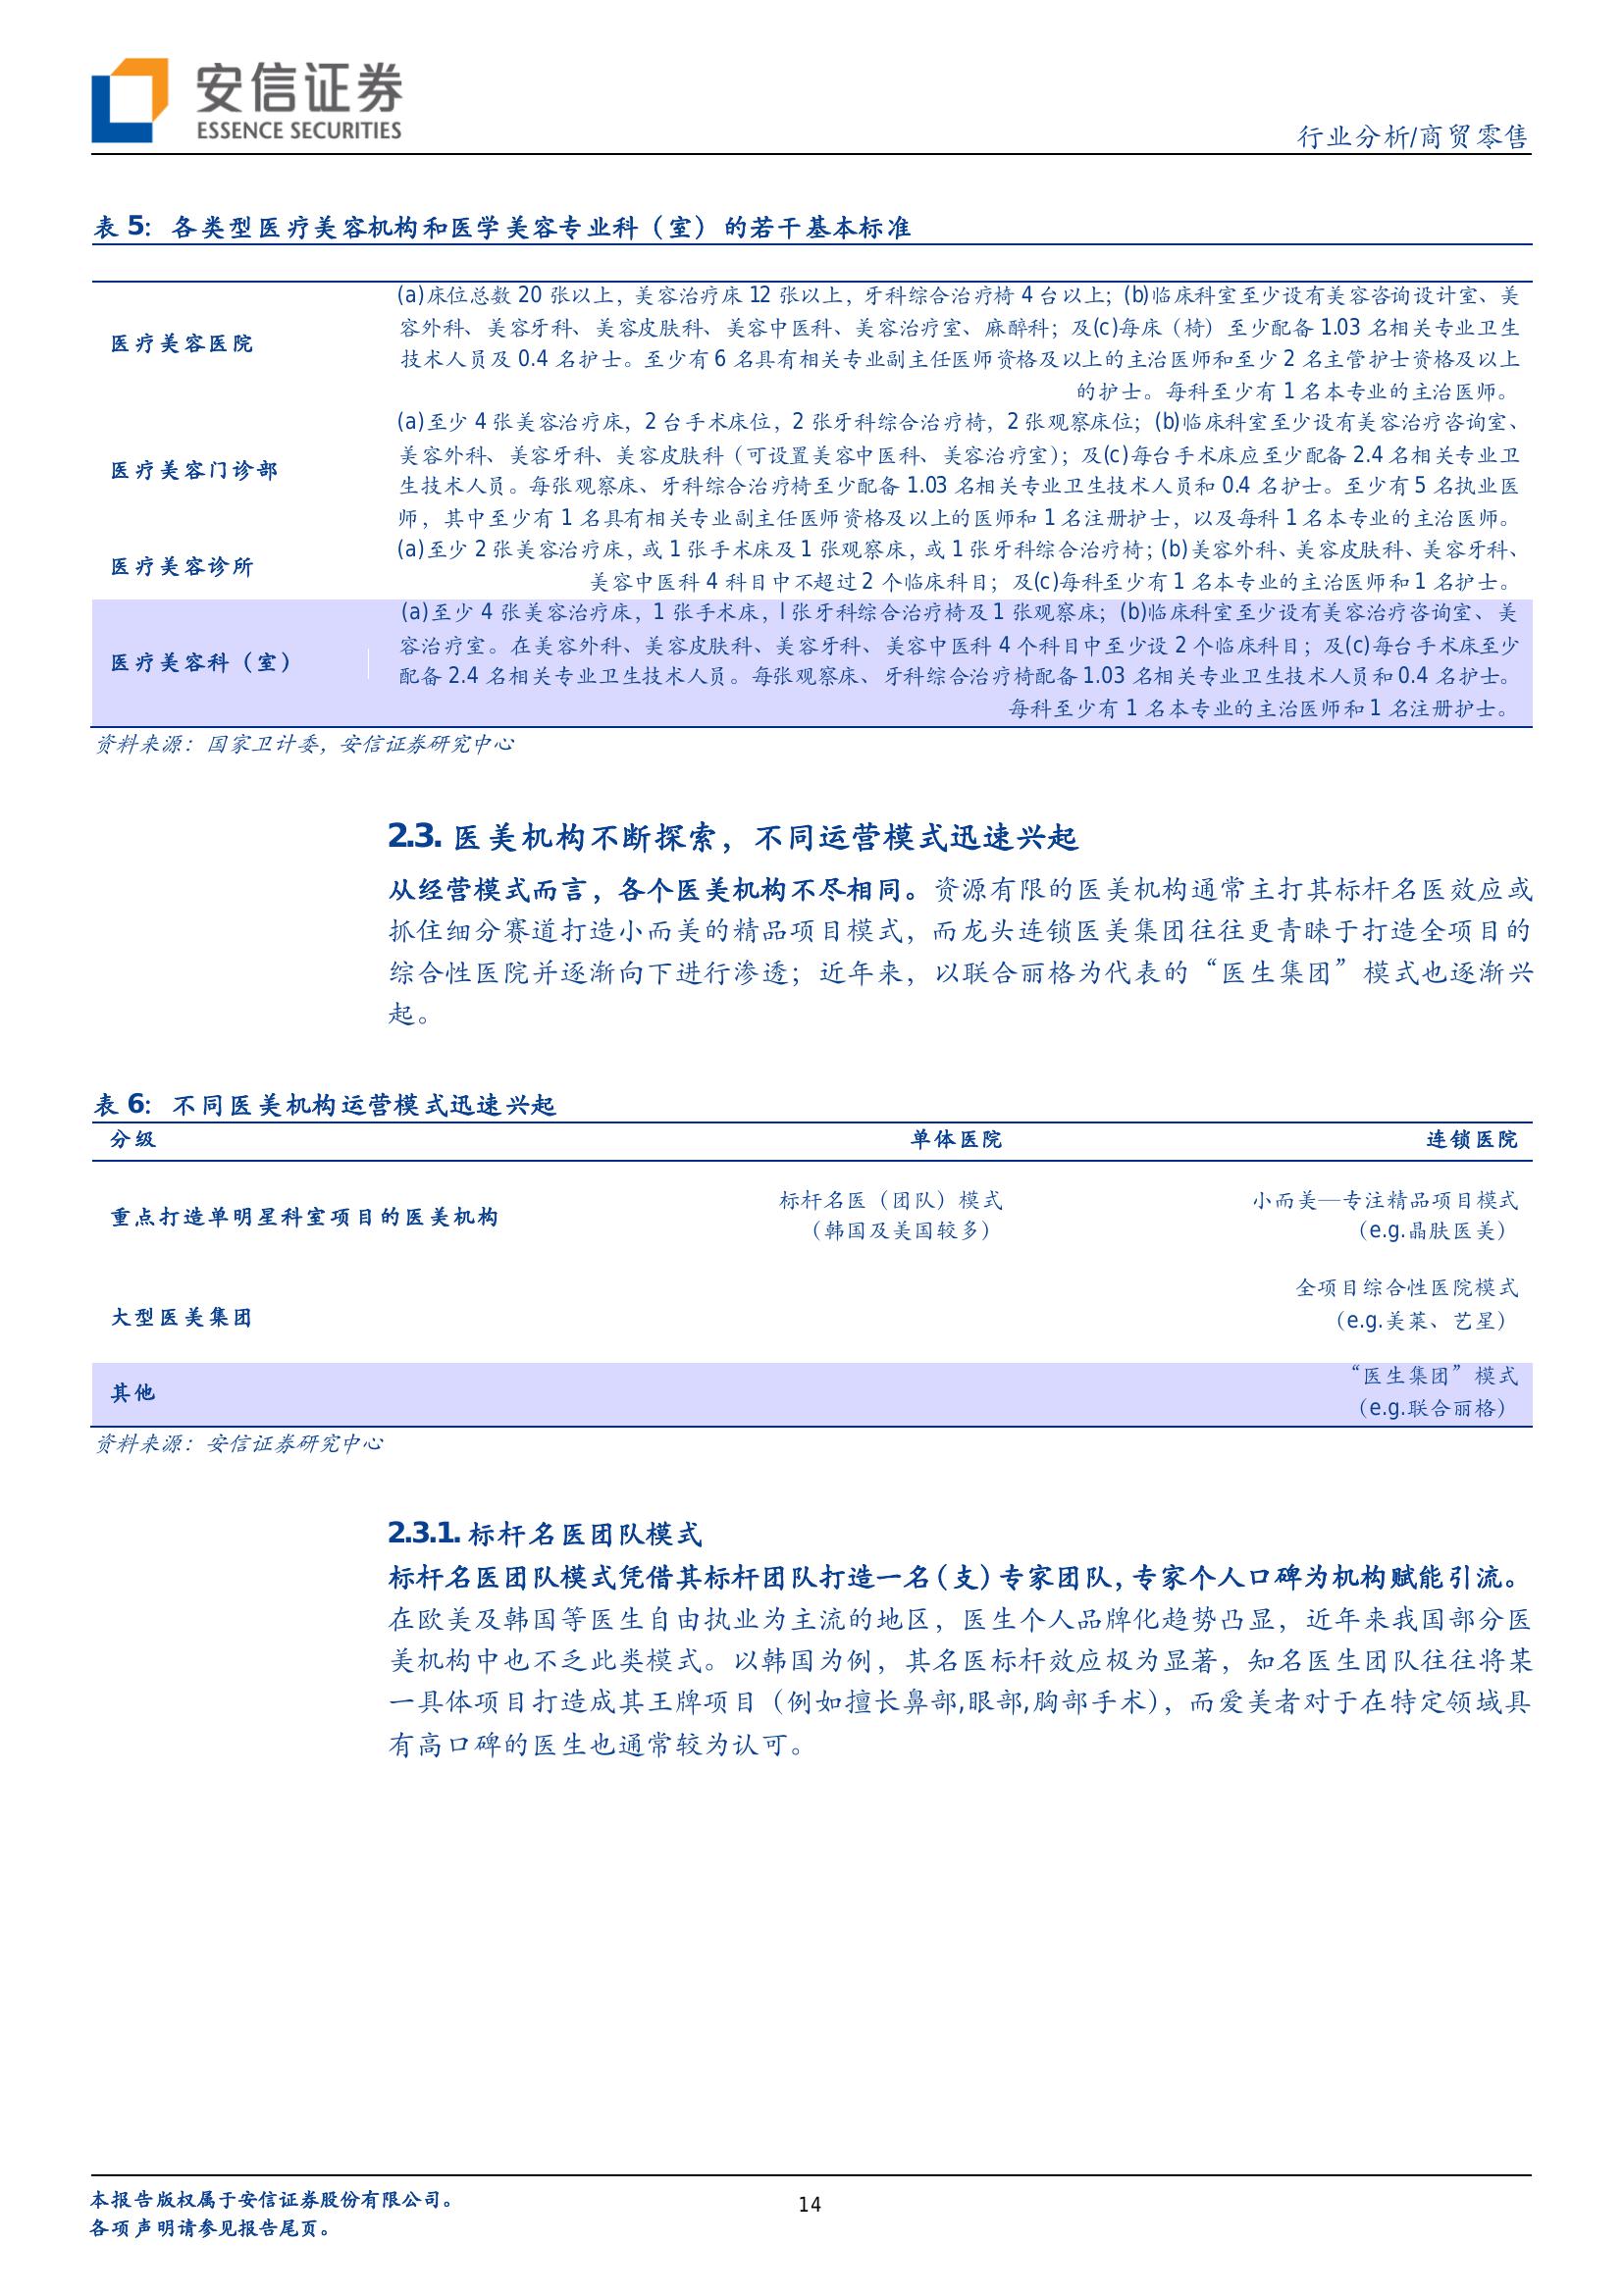 安信证券
ESSENCE SECURITIES
行业分析/商贸零售
表 5：各类型医疗美容机构和医学美容专业科（室）的若干基本标准
医疗美容医院
(a)床位总数 20 张以上，美容治疗床 12 张以上，牙科综合治疗椅 4 台以上；(b)临床科室至少设有美容咨询设计室、美
容外科、美容牙科、美容皮肤科、美容中医科、美容治疗室、麻醉科；及(c)每床（椅）至少配备 1.03 名相关专业卫生
技术人员及 0.4 名护士。至少有 6 名具有相关专业副主任医师资格及以上的主治医师和至少 2 名主管护士资格及以上
的护士。每科至少有 1 名本专业的主治医师。
医疗美容门诊部
(a)至少 4 张美容治疗床，2 台手术床位，2 张牙科综合治疗椅，2 张观察床位；(b)临床科室至少设有美容治疗咨询室、
美容外科、美容牙科、美容皮肤科（可设置美容中医科、美容治疗室）；及(c)每台手术床应至少配备 2.4 名相关专业卫
生技术人员。每张观察床、牙科综合治疗椅至少配备 1.03 名相关专业卫生技术人员和 0.4 名护士。至少有 5 名执业医
师，其中至少有 1 名具有相关专业副主任医师资格及以上的医师和 1 名注册护士，以及每科 1 名本专业的主治医师。
医疗美容诊所
(a)至少 2 张美容治疗床，或 1 张手术床及 1 张观察床，或 1 张牙科综合治疗椅；(b)美容外科、美容皮肤科、美容牙科、
美容中医科 4 科目中不超过 2 个临床科目；及(c)每科至少有 1 名本专业的主治医师和 1 名护士。
医疗美容科（室）
(a)至少 4 张美容治疗床，1 张手术床，l 张牙科综合治疗椅及 1 张观察床；(b)临床科室至少设有美容治疗咨询室、美
容治疗室。在美容外科、美容皮肤科、美容牙科、美容中医科 4 个科目中至少设 2 个临床科目；及(c)每台手术床至少
配备 2.4 名相关专业卫生技术人员。每张观察床、牙科综合治疗椅配备 1.03 名相关专业卫生技术人员和 0.4 名护士。
每科至少有 1 名本专业的主治医师和 1 名注册护士。
资料来源：国家卫计委，安信证券研究中心
2.3. 医美机构不断探索，不同运营模式迅速兴起
从经营模式而言，各个医美机构不尽相同。资源有限的医美机构通常主打其标杆名医效应或
抓住细分赛道打造小而美的精品项目模式，而龙头连锁医美集团往往更青睐于打造全项目的
综合性医院并逐渐向下进行渗透；近年来，以联合丽格为代表的“医生集团”模式也逐渐兴
起。
表 6：不同医美机构运营模式迅速兴起
分级 单体医院 连锁医院
重点打造单明星科室项目的医美机构
标杆名医（团队）模式
（韩国及美国较多）
小而美—专注精品项目模式
（e.g.晶肤医美）
大型医美集团
全项目综合性医院模式
（e.g.美莱、艺星）
其他
“医生集团”模式
（e.g.联合丽格）
资料来源：安信证券研究中心
2.3.1. 标杆名医团队模式
标杆名医团队模式凭借其标杆团队打造一名（支）专家团队，专家个人口碑为机构赋能引流。
在欧美及韩国等医生自由执业为主流的地区，医生个人品牌化趋势凸显，近年来我国部分医
美机构中也不乏此类模式。以韩国为例，其名医标杆效应极为显著，知名医生团队往往将某
一具体项目打造成其王牌项目（例如擅长鼻部,眼部,胸部手术），而爱美者对于在特定领域具
有高口碑的医生也通常较为认可。
本报告版权属于安信证券股份有限公司。
各项声明请参见报告尾页。
14